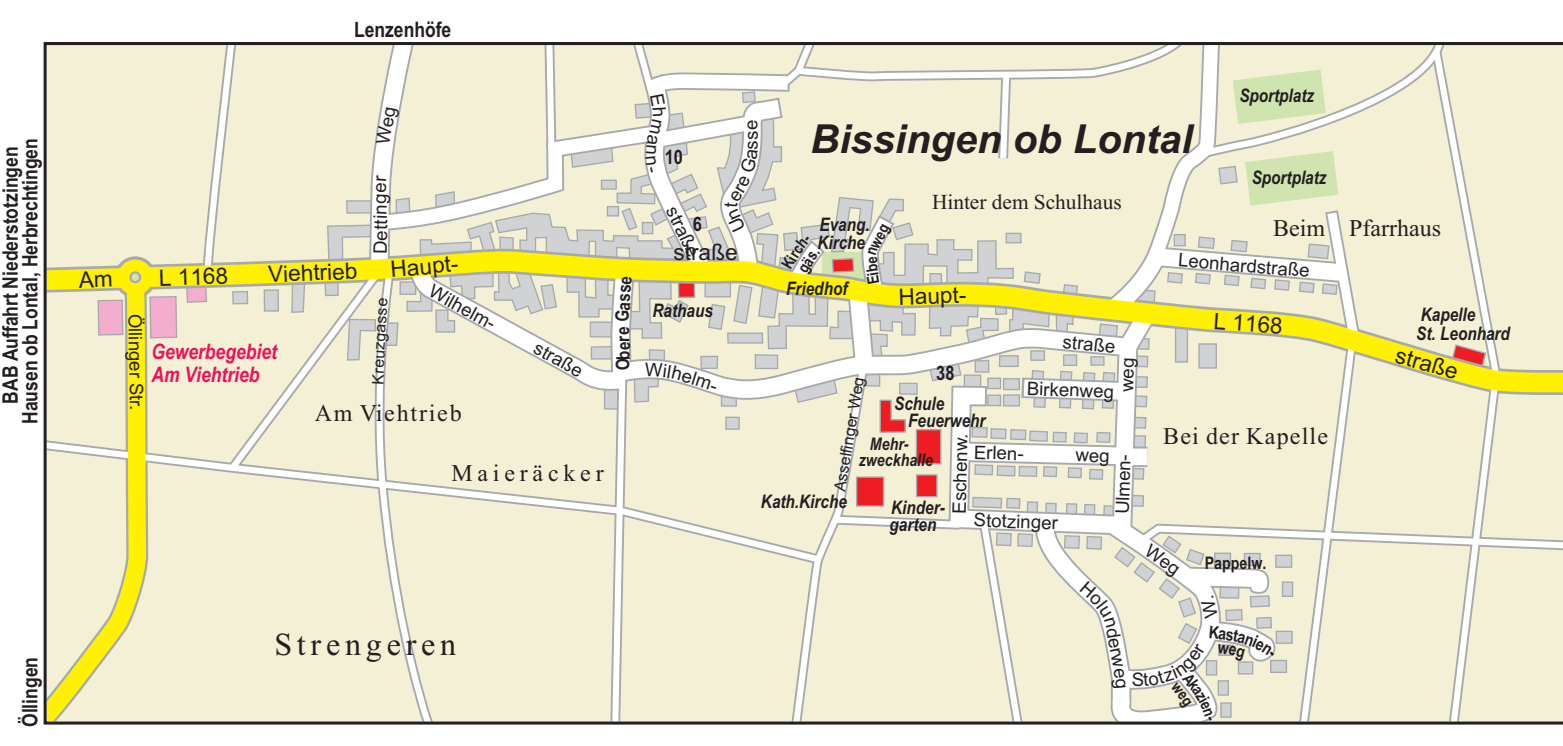 Lenzenhöfe
BAB Auffahrt Niederstotzingen
Hausen ob Lontal, Herbrechtingen
Öllingen
Bissingen ob Lontal
Sportplatz
Sportplatz
Hinter dem Schulhaus
Beim Pfarrhaus
Dettinger Weg
Ehmann-
straße
10
6
Untere Gasse
Kirch-
gäs.
Evang.
Kirche
Eibenweg
Friedhof
Leonhardstraße
Am
L 1168
Viehtrieb
Haupt-
straße
Haupt-
L 1168
straße
Kapelle
St. Leonhard
Rathaus
Obere Gasse
Wilhelm-
straße
Wilhelm-
straße
Kreuzgasse
Öllinger Str.
Gewerbegebiet
Am Viehtrieb
Am Viehtrieb
Maieräcker
Strengeren
38
Schule
Feuerwehr
Mehr-
zweckhalle
Kath.Kirche
Kinder-
garten
Asselfinger Weg
Eschenw.
Birkenweg
Erlen-
weg
Ulmen-
weg
Bei der Kapelle
Stotzinger
Weg
Pappelw.
Holunderweg
Stotzinger
W.
Kastanien-
weg
Akazien-
weg